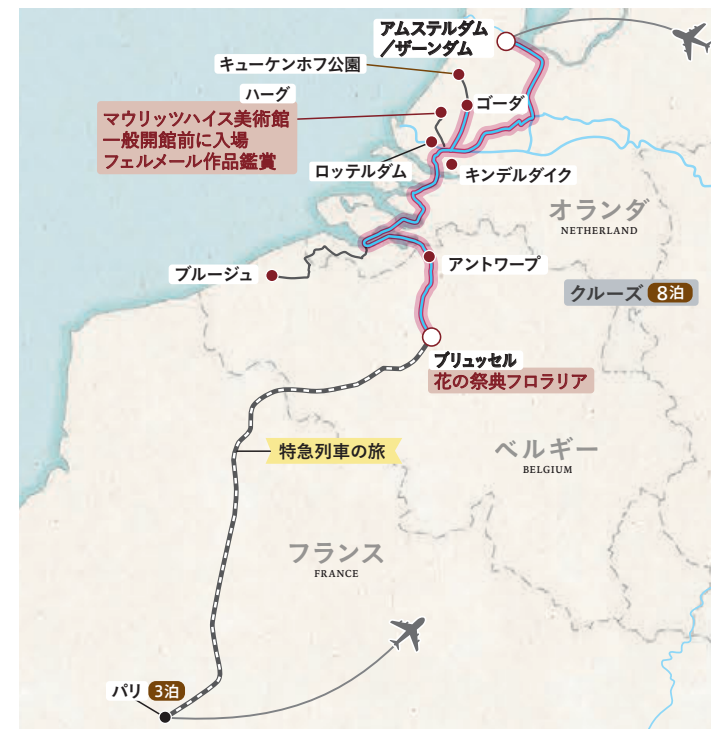 アムステルダム
／ザーンダム
キューケンホフ公園
ハーグ
マウリッツハイス美術館
一般開館前に入場
フェルメール作品鑑賞
ゴーダ
ロッテルダム
キンデルダイク
オランダ
NETHERLAND
ブルージュ
アントワープ
クルーズ 8泊
ブリュッセル
花の祭典フロラリア
特急列車の旅
ベルギー
BELGIUM
フランス
FRANCE
パリ 3泊